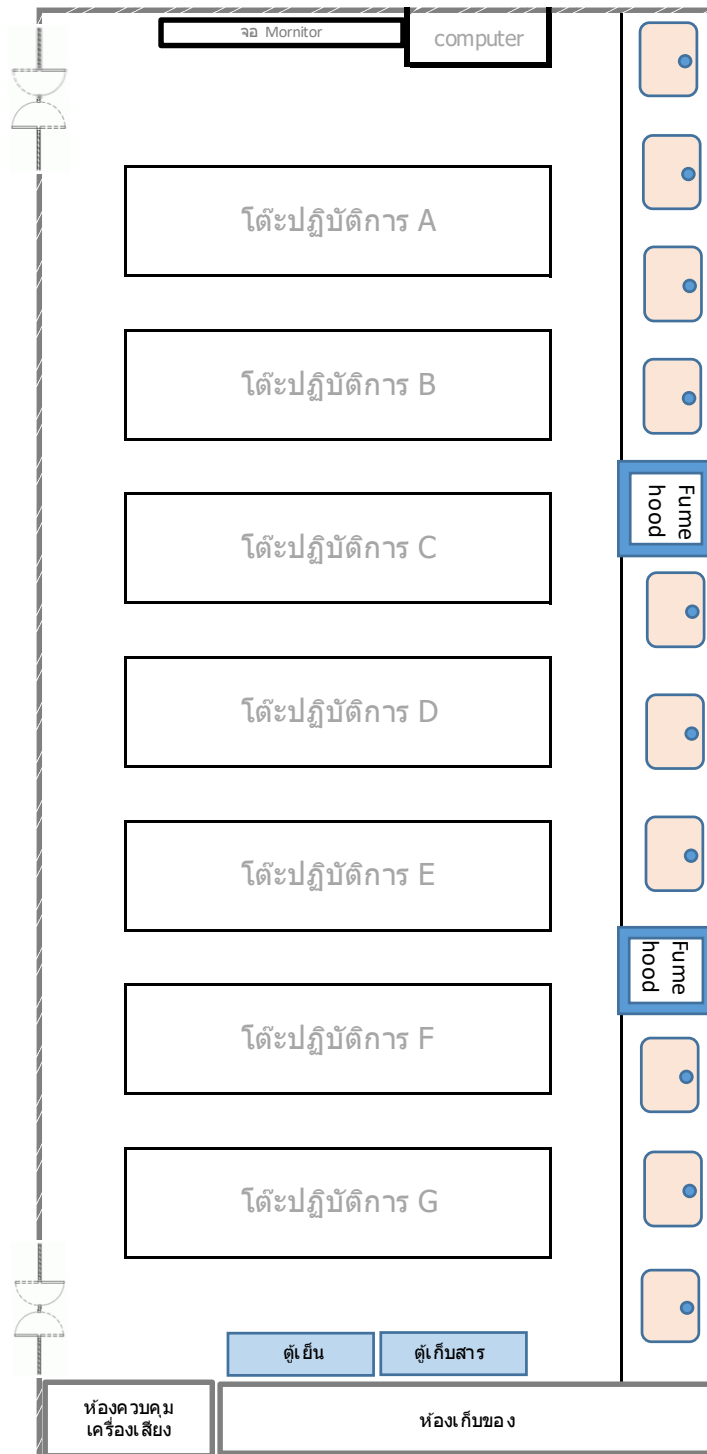 จอ Mornitor
computer
โต๊ะปฏิบัติการ A
โต๊ะปฏิบัติการ B
Fume
hood
โต๊ะปฏิบัติการ C
โต๊ะปฏิบัติการ D
โต๊ะปฏิบัติการ E
Fume
hood
โต๊ะปฏิบัติการ F
โต๊ะปฏิบัติการ G
ตู้เย็น
ตู้เก็บสาร
ห้องควบคุม
เครื่องเสียง
ห้องเก็บของ